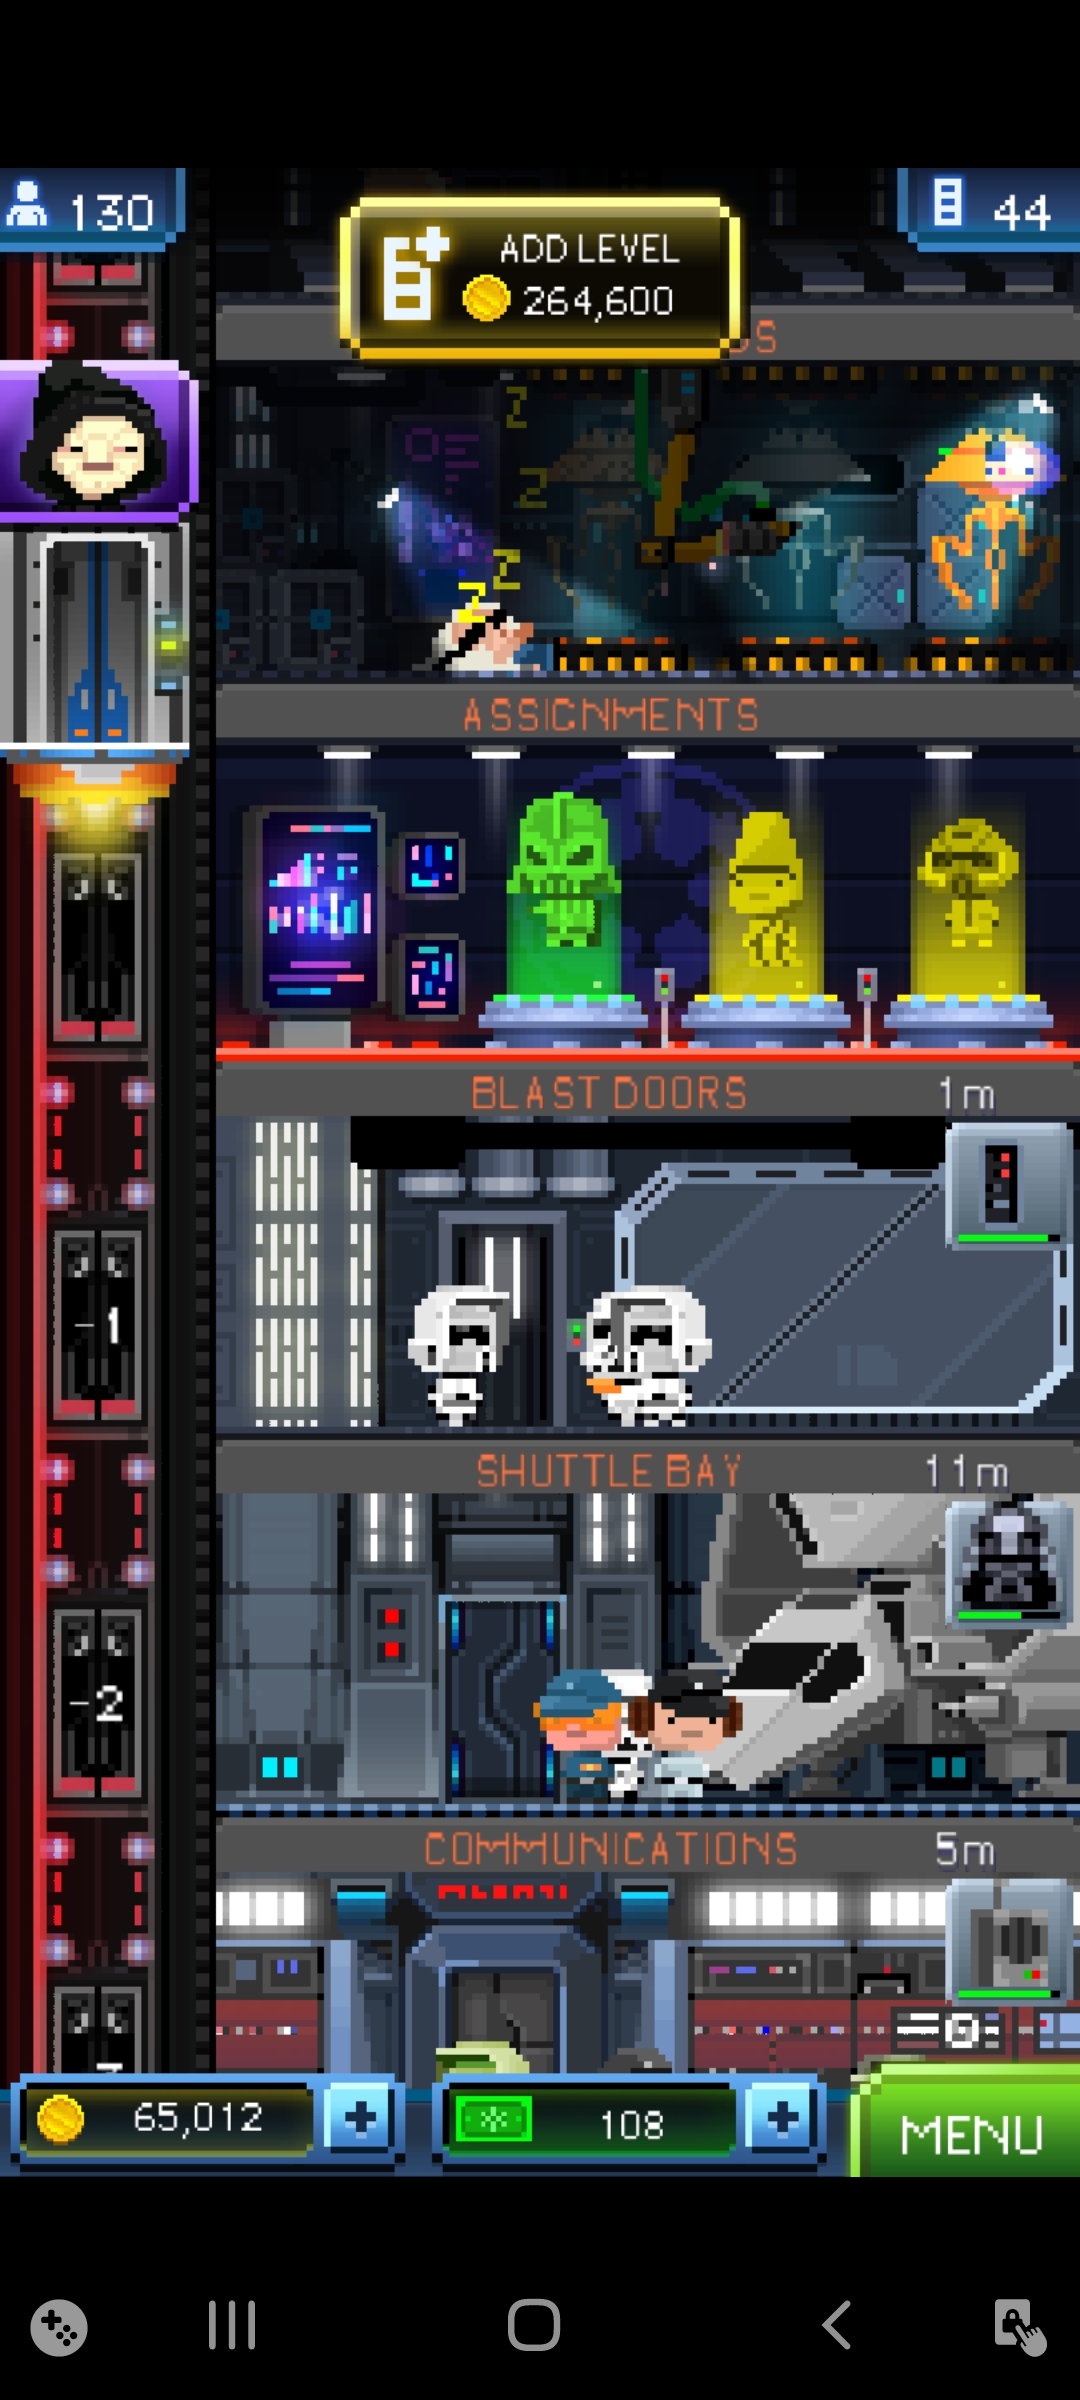 130
ADD LEVEL
264,600
44
Z
Z
Z
Z
ASSIGNMENTS
BLAST DOORS 1m
-1
SHUTTLE BAY 11m
-2
COMMUNICATIONS 5m
65,012 +
108 +
MENU